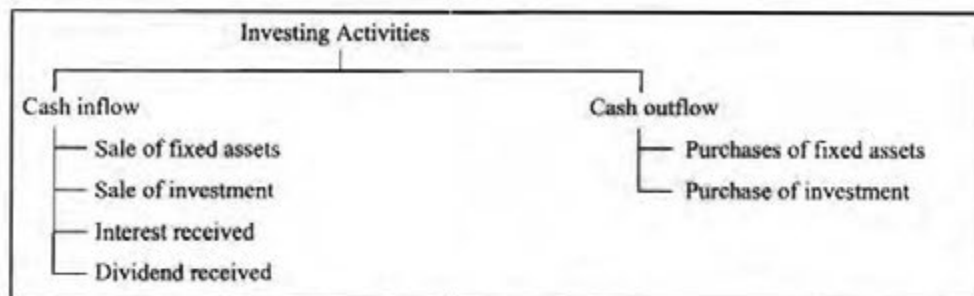 Investing Activities
Cash inflow
Sale of fixed assets
Sale of investment
Interest received
Dividend received
Cash outflow
Purchases of fixed assets
Purchase of investment